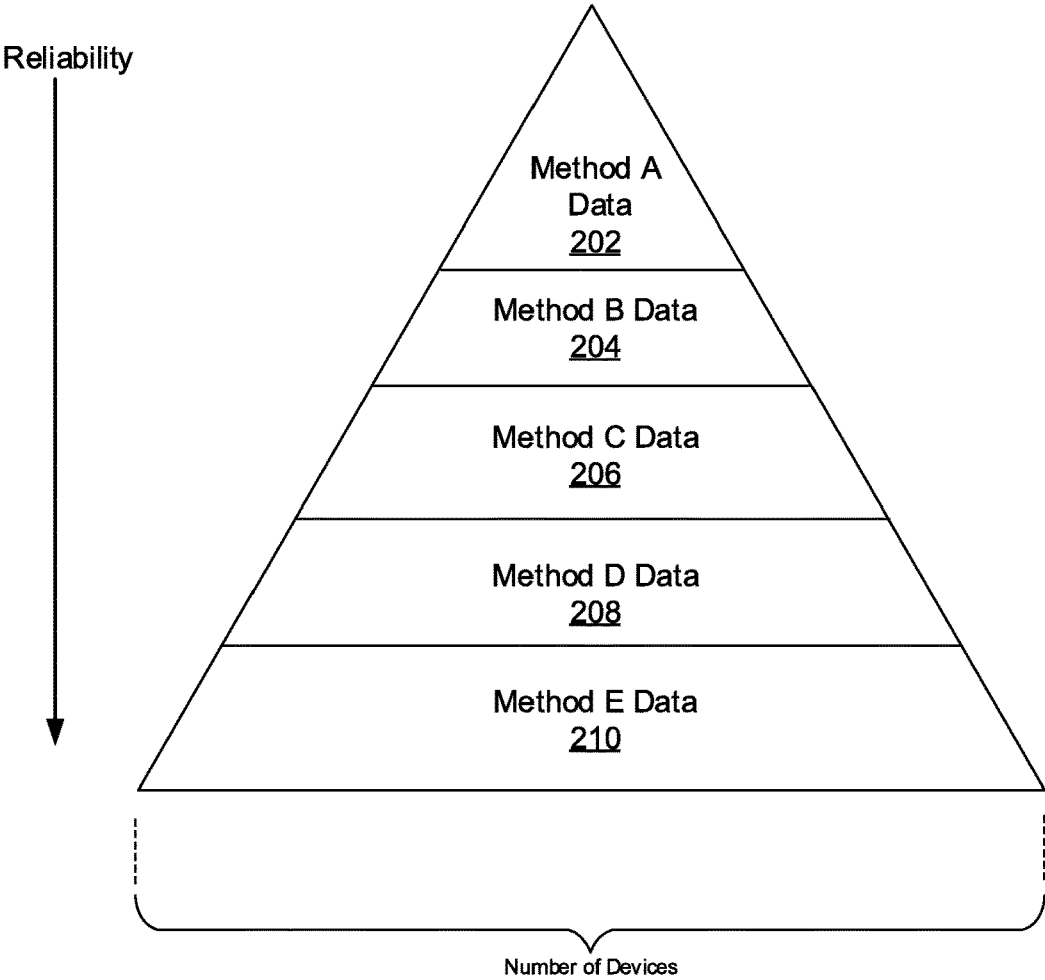 Reliability
Method A
Data
202
Method B Data
204
Method C Data
206
Method D Data
208
Method E Data
210
Number of Devices